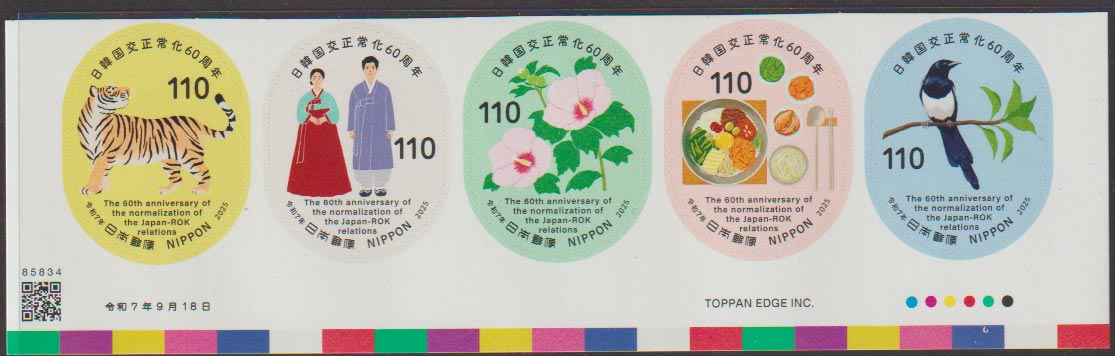 日韓国交正常化60周年
110
The 60th anniversary of
the normalization of
the Japan-ROK
relations
令和7年 日本郵便 NIPPON 2025
日韓国交正常化60周年
110
The 60th anniversary of
the normalization of
the Japan-ROK
relations
令和7年 日本郵便 NIPPON 2025
日韓国交正常化60周年
110
The 60th anniversary of
the normalization of
the Japan-ROK
relations
令和7年 日本郵便 NIPPON 2025
日韓国交正常化60周年
110
The 60th anniversary of
the normalization of
the Japan-ROK
relations
令和7年 日本郵便 NIPPON 2025
日韓国交正常化60周年
110
The 60th anniversary of
the normalization of
the Japan-ROK
relations
令和7年 日本郵便 NIPPON 2025
85834
令和7年9月18日
TOPPAN EDGE INC.